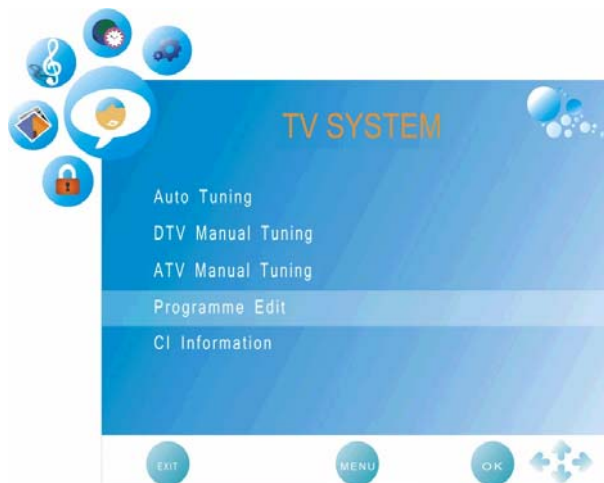 TV SYSTEM
Auto Tuning
DTV Manual Tuning
ATV Manual Tuning
Programme Edit
CI Information
EXIT
MENU
OK